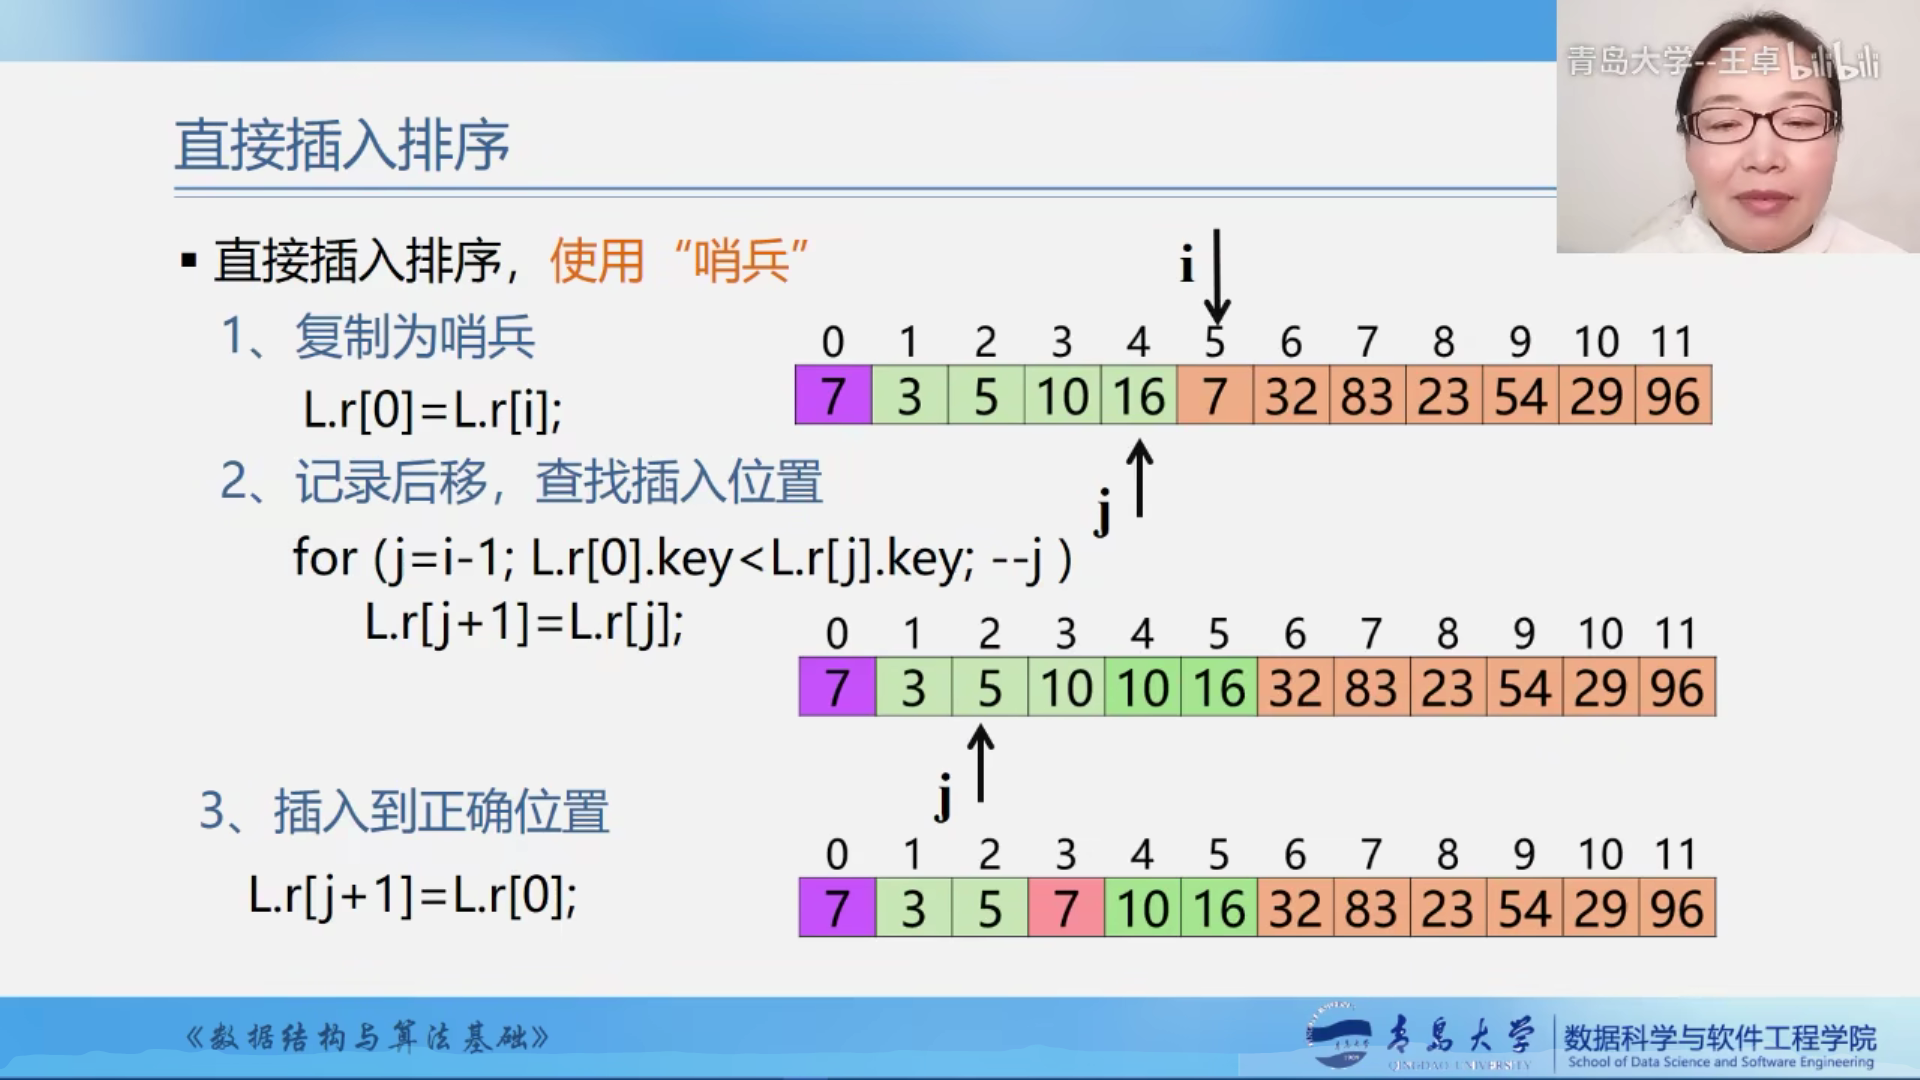 青岛大学--王卓 bilibili
直接插入排序
▪ 直接插入排序，使用“哨兵”
1、复制为哨兵
L.r[0]=L.r[i];
i
0 1 2 3 4 5 6 7 8 9 10 11
7 3 5 10 16 7 32 83 23 54 29 96
j
2、记录后移，查找插入位置
for (j=i-1; L.r[0].key<L.r[j].key; --j )
L.r[j+1]=L.r[j];
0 1 2 3 4 5 6 7 8 9 10 11
7 3 5 10 10 16 32 83 23 54 29 96
j
3、插入到正确位置
L.r[j+1]=L.r[0];
0 1 2 3 4 5 6 7 8 9 10 11
7 3 5 7 10 16 32 83 23 54 29 96
《数据结构与算法基础》
青岛大学
QINGDAO UNIVERSITY
数据科学与软件工程学院
School of Data Science and Software Engineering